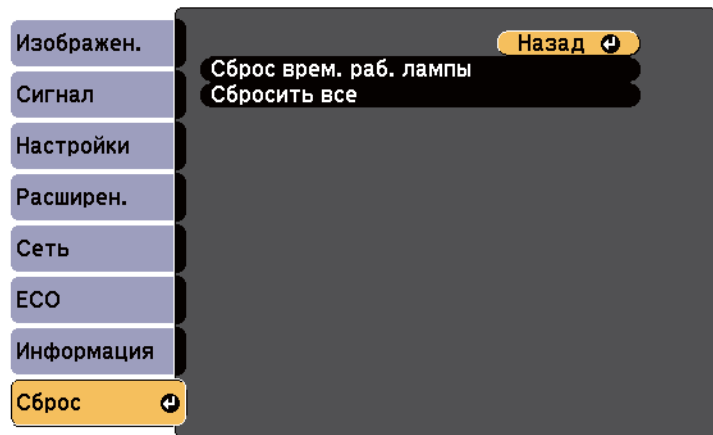 Изображен.
Сигнал
Настройки
Расширен.
Сеть
ECO
Информация
Сброс
Назад
Сброс врем. раб. лампы
Сбросить все